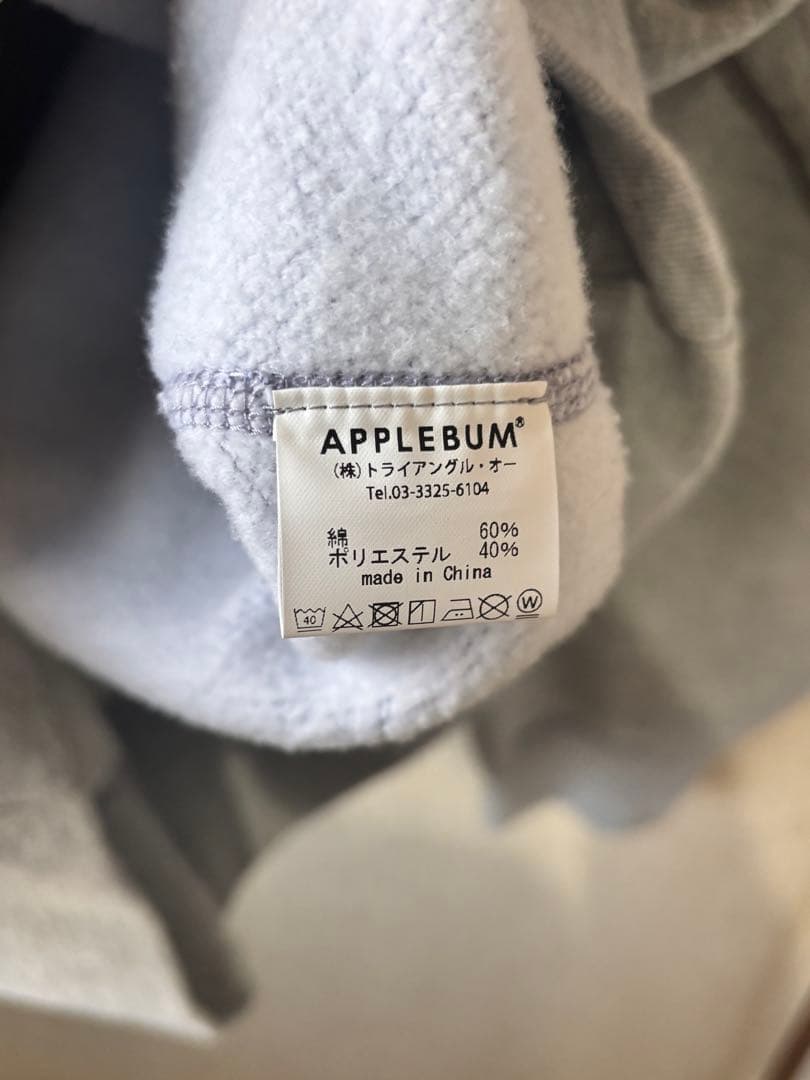 APPLEBUM®
(株)トライアングル・オー
Tel.03-3325-6104
綿 60%
ポリエステル 40%
made in China
40 W